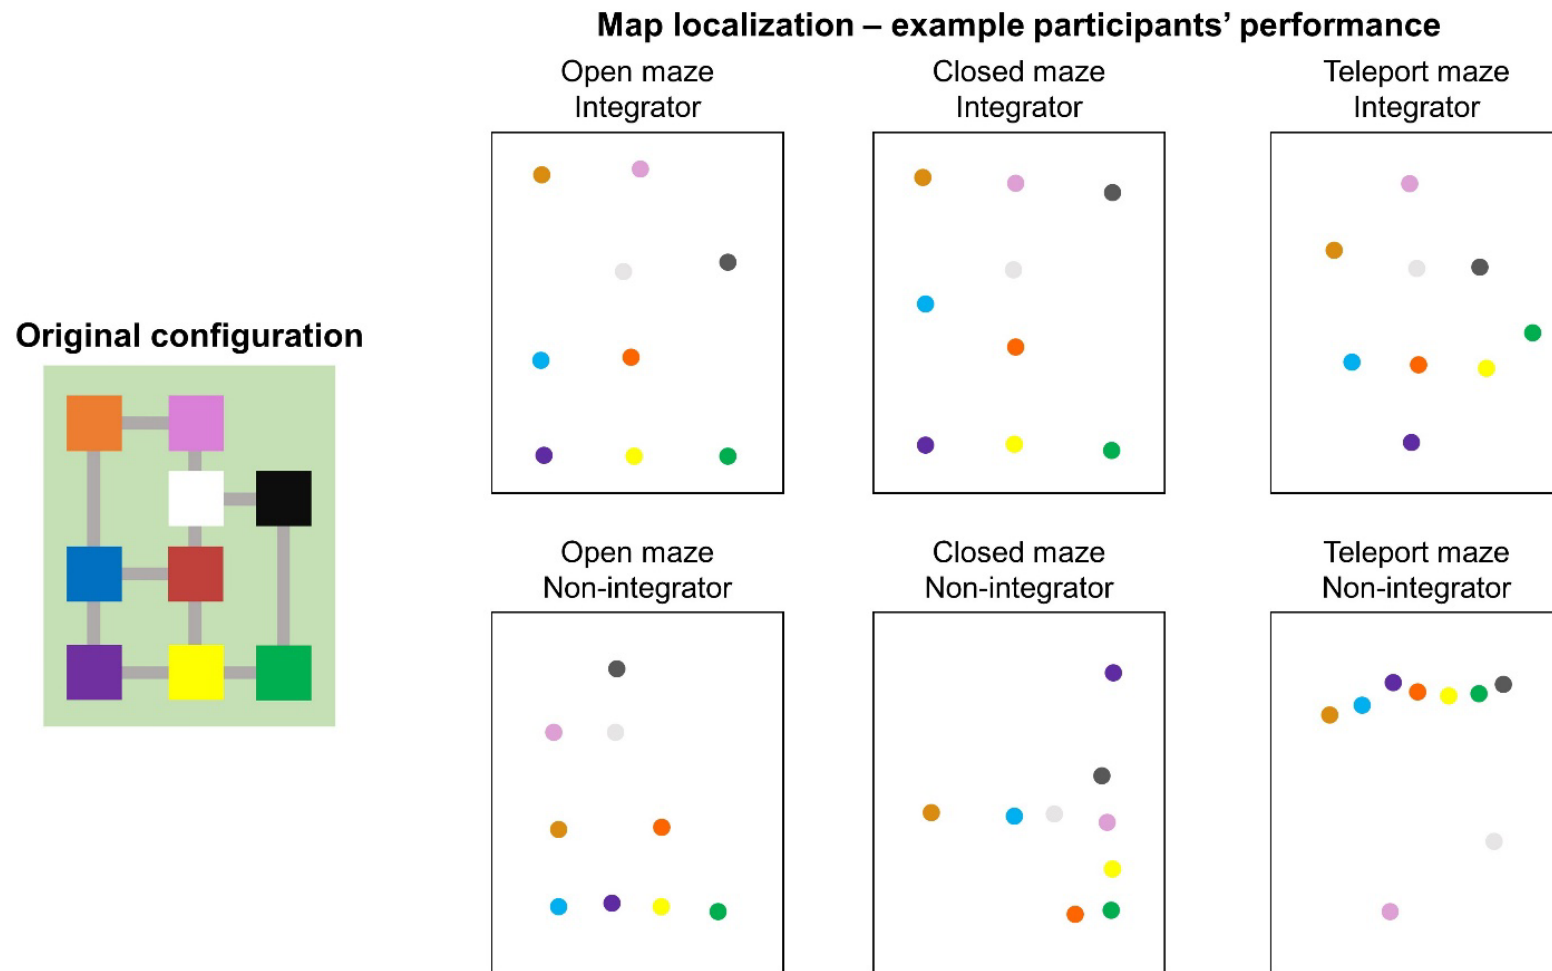 Map localization – example participants’ performance
Open maze
Integrator
Closed maze
Integrator
Teleport maze
Integrator
Original configuration
Open maze
Non-integrator
Closed maze
Non-integrator
Teleport maze
Non-integrator